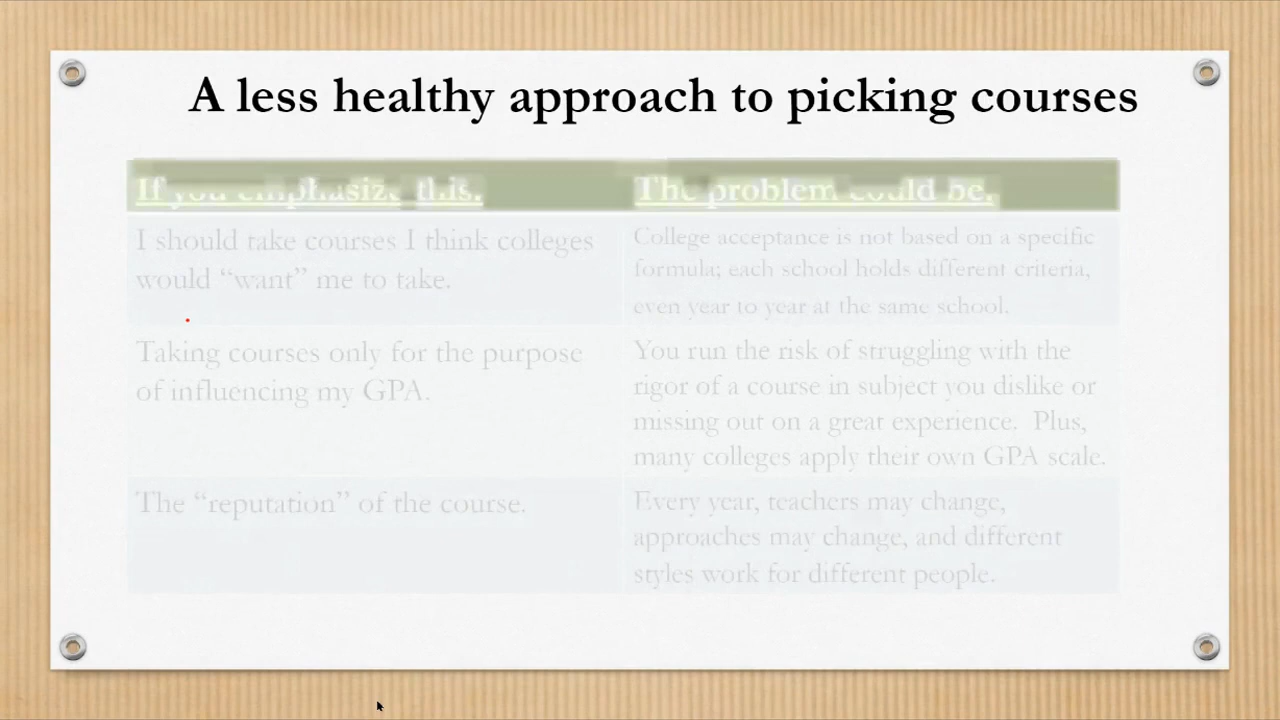 A less healthy approach to picking courses
If you emphasize this.
The problem could be.
I should take courses I think colleges
would “want” me to take.
College acceptance is not based on a specific
formula; each school holds different criteria,
even year to year at the same school.
Taking courses only for the purpose
of influencing my GPA.
You run the risk of struggling with the
rigor of a course in subject you dislike or
missing out on a great experience.  Plus,
many colleges apply their own GPA scale.
The “reputation” of the course.
Every year, teachers may change,
approaches may change, and different
styles work for different people.